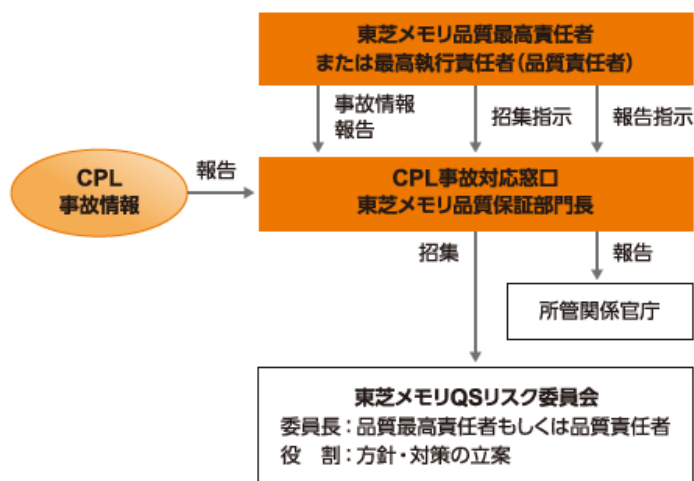 東芝メモリ品質最高責任者
または最高執行責任者(品質責任者)
事故情報
報告
招集指示
報告指示
CPL
事故情報
報告
CPL事故対応窓口
東芝メモリ品質保証部門長
招集
報告
所管関係官庁
東芝メモリQSリスク委員会
委員長:品質最高責任者もしくは品質責任者
役　割:方針・対策の立案